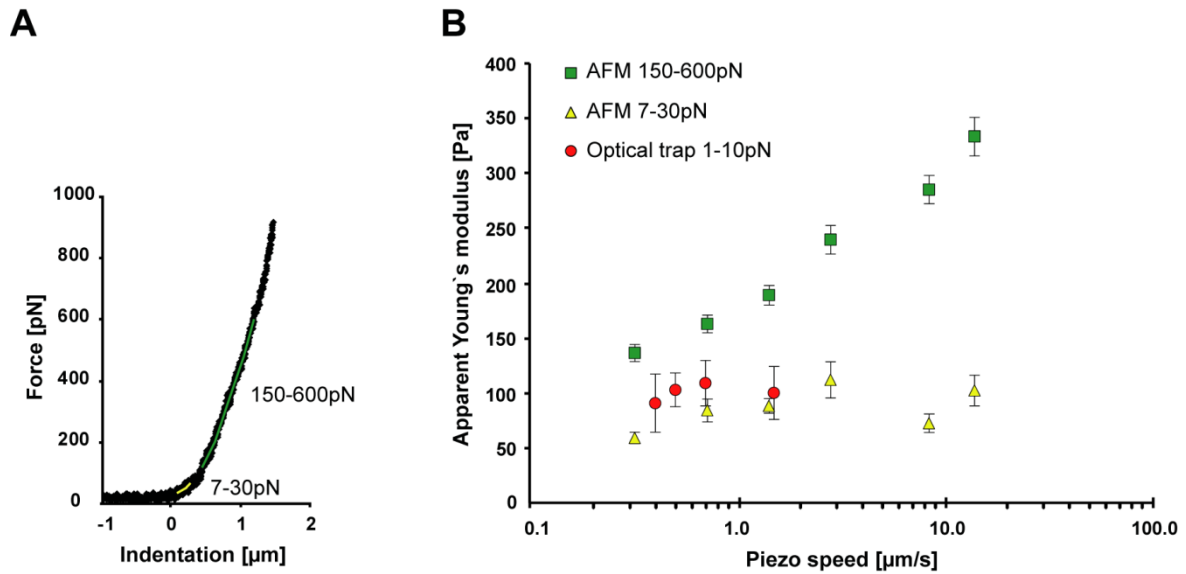 A
Force [pN]
1000
800
600
400
200
0
150-600pN
7-30pN
-1
0
1
2
Indentation [µm]
B
Apparent Young`s modulus [Pa]
400
350
300
250
200
150
100
50
0
AFM 150-600pN
AFM 7-30pN
Optical trap 1-10pN
0.1
1.0
10.0
100.0
Piezo speed [µm/s]